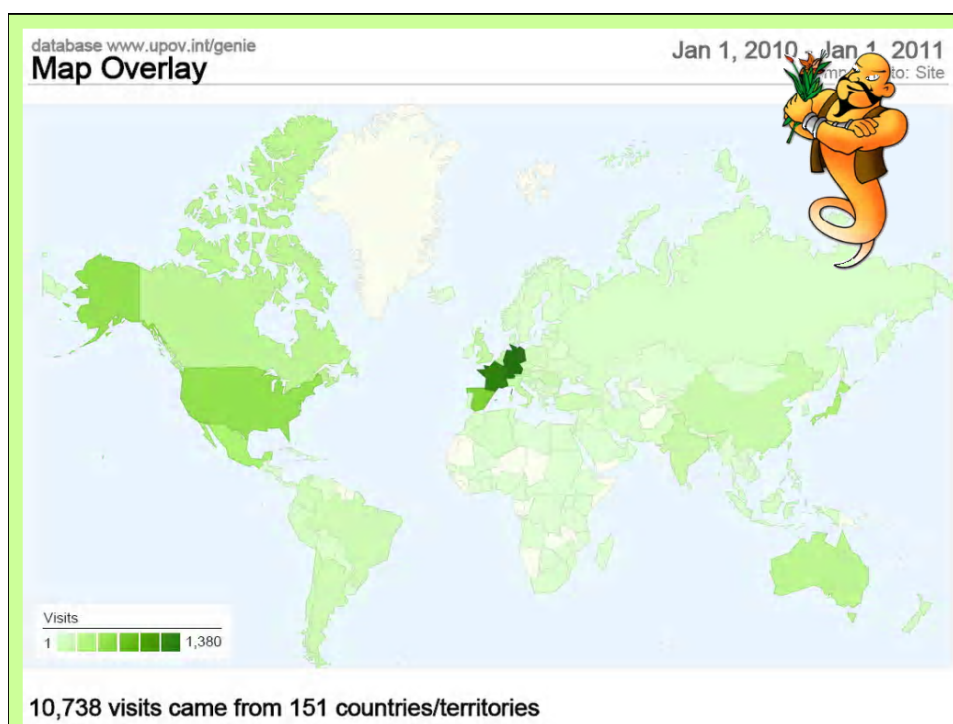 database www.upov.int/genie
Map Overlay
Jan 1, 2010 - Jan 1, 2011
to: Site
Visits
1
1,380
10,738 visits came from 151 countries/territories